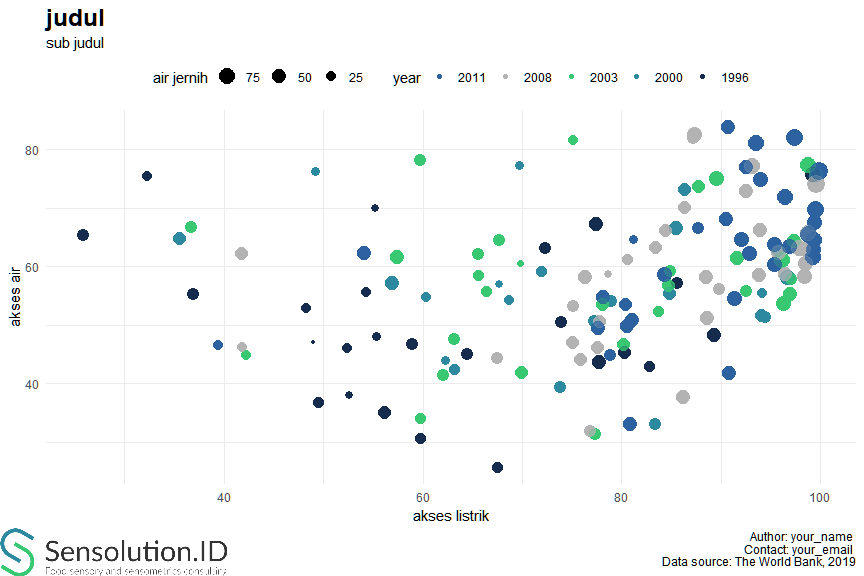 judul
sub judul
air jernih 75 50 25 year 2011 2008 2003 2000 1996
80
60
40
akses air
40 60 80 100
akses listrik
Sensolution.ID
Food sensory and sensometrics consulting
Author: your_name
Contact: your_email
Data source: The World Bank, 2019